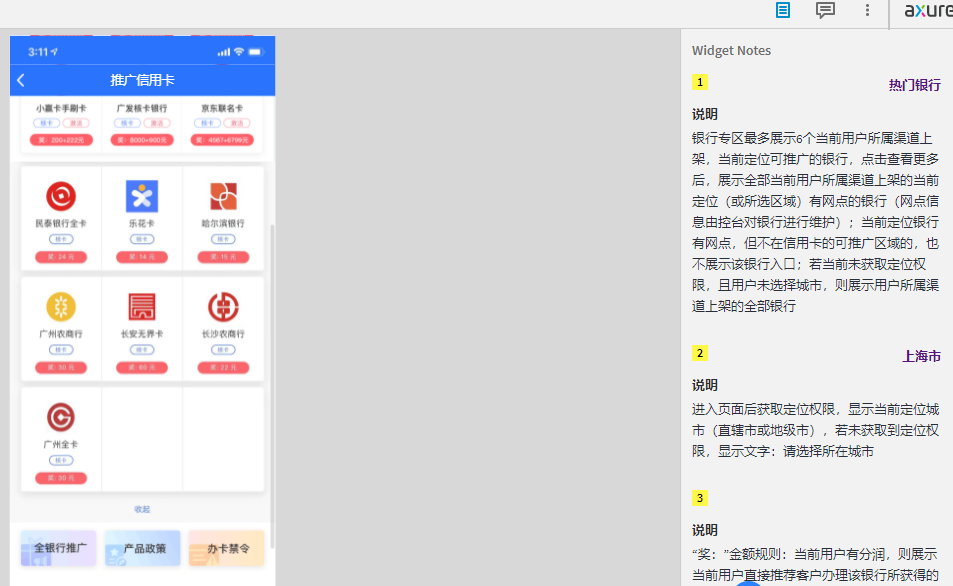 axure
3:11
推广信用卡
小赢卡手刷卡 广发核卡银行 京东联名卡
核卡 激活 核卡 激活 核卡 激活
奖: 200+222元 奖: 8000+900元 奖: 4567+6799元
民泰银行金卡 乐花卡 哈尔滨银行
核卡 核卡 核卡
奖: 24 元 奖: 14 元 奖: 15 元
广州农商行 长安无界卡 长沙农商行
核卡 核卡 核卡
奖: 30 元 奖: 60 元 奖: 22 元
广州全卡
核卡
奖: 30 元
收起
全银行推广 产品政策 办卡禁令
Widget Notes
1 热门银行
说明
银行专区最多展示6个当前用户所属渠道上
架，当前定位可推广的银行，点击查看更多
后，展示全部当前用户所属渠道上架的当前
定位（或所选区域）有网点的银行（网点信
息由控台对银行进行维护）；当前定位银行
有网点，但不在信用卡的可推广区域的，也
不展示该银行入口；若当前未获取定位权
限，且用户未选择城市，则展示用户所属渠
道上架的全部银行
2 上海市
说明
进入页面后获取定位权限，显示当前定位城
市（直辖市或地级市），若未获取到定位权
限，显示文字：请选择所在城市
3
说明
“奖：”金额规则：当前用户有分润，则展示
当前用户直接推荐客户办理该银行所获得的